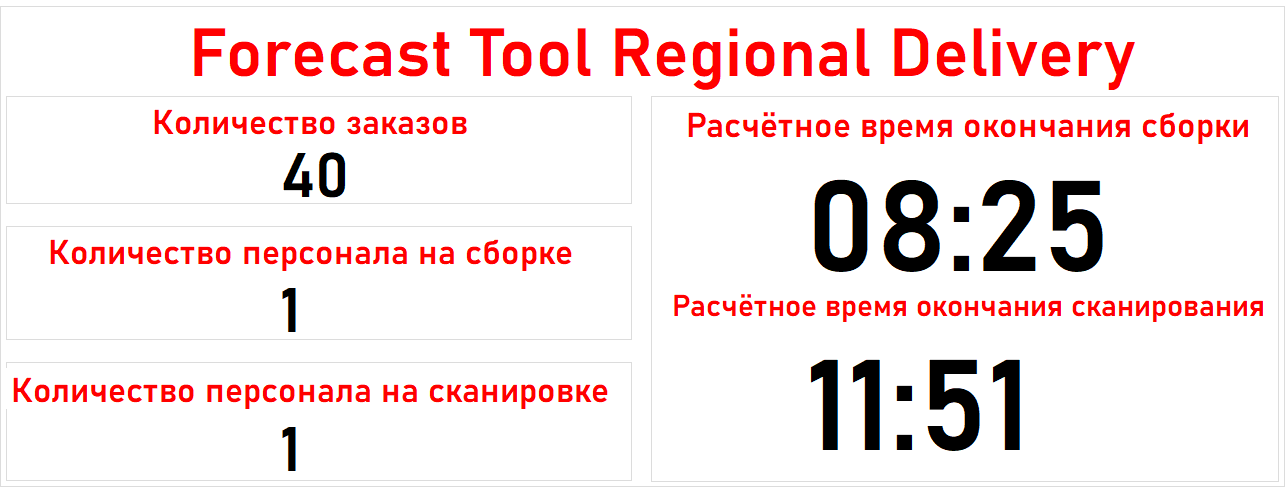 Forecast Tool Regional Delivery
Количество заказов
40
Количество персонала на сборке
1
Количество персонала на сканировке
1
Расчётное время окончания сборки
08:25
Расчётное время окончания сканирования
11:51